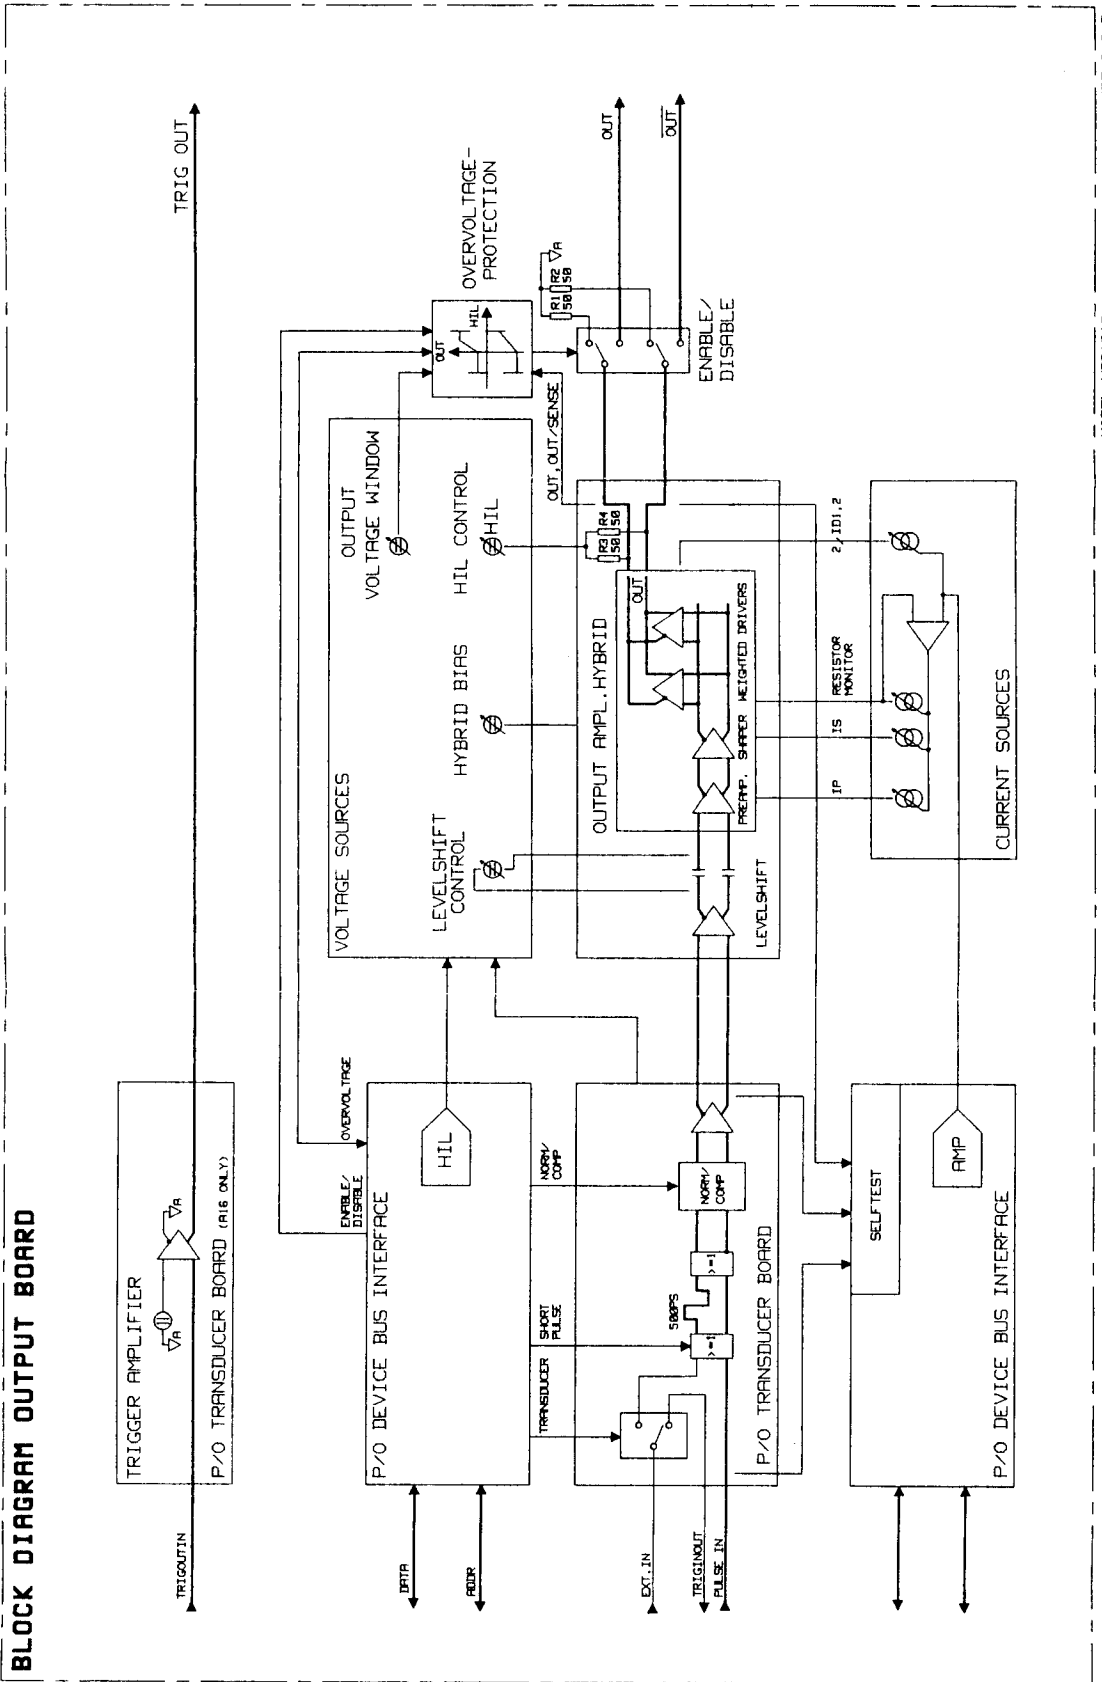 BLOCK DIAGRAM OUTPUT BOARD
TRIGOUTIN
TRIGGER AMPLIFIER
A
A
P/O TRANSDUCER BOARD (A16 ONLY)
TRIG OUT
DATA
ADDR
P/O DEVICE BUS INTERFACE
ENABLE/
DISABLE
OVERVOLTAGE
HIL
TRANSDUCER
SHORT
PULSE
NORM/
COMP
VOLTAGE SOURCES
LEVELSHIFT
CONTROL
HYBRID BIAS
HIL CONTROL
HIL
OUTPUT
VOLTAGE WINDOW
OUT
HIL
OVERVOLTAGE-
PROTECTION
OUT, OUT/SENSE
R1
50
R2
50
A
ENABLE/
DISABLE
OUT
OUT
EXT.IN
TRIGINOUT
PULSE IN
>=1
500PS
>=1
NORM/
COMP
P/O TRANSDUCER BOARD
LEVELSHIFT
OUTPUT AMPL.HYBRID
R3
50
R4
50
OUT
PREAMP.
SHAPER
WEIGHTED DRIVERS
IP
IS
RESISTOR
MONITOR
2/ID1,2
CURRENT SOURCES
SELFTEST
AMP
P/O DEVICE BUS INTERFACE